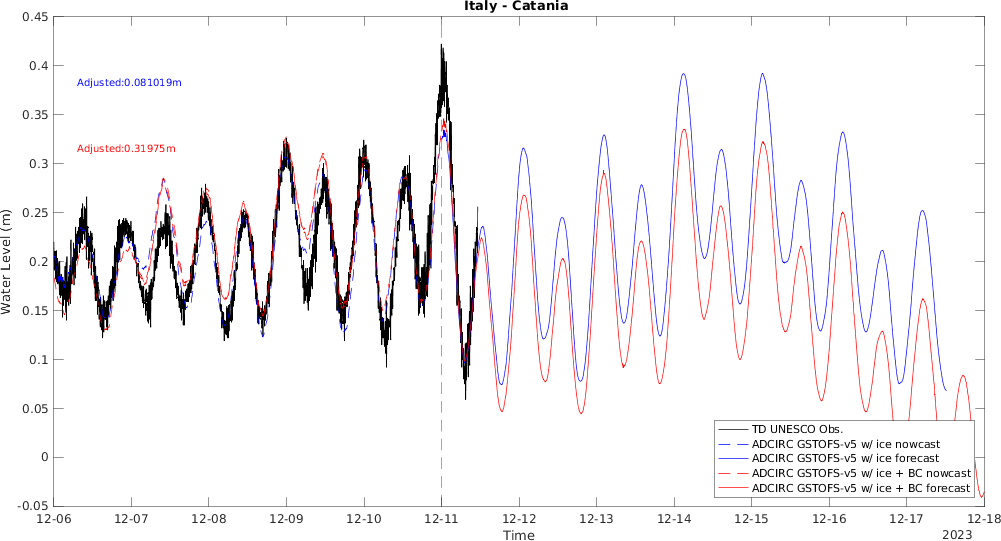 Italy - Catania
0.45
0.4
0.35
0.3
0.25
0.2
0.15
0.1
0.05
0
-0.05
Water Level (m)
Adjusted:0.081019m
Adjusted:0.31975m
TD UNESCO Obs.
ADCIRC GSTOFS-v5 w/ ice nowcast
ADCIRC GSTOFS-v5 w/ ice forecast
ADCIRC GSTOFS-v5 w/ ice + BC nowcast
ADCIRC GSTOFS-v5 w/ ice + BC forecast
12-06 12-07 12-08 12-09 12-10 12-11 12-12 12-13 12-14 12-15 12-16 12-17 12-18
Time
2023